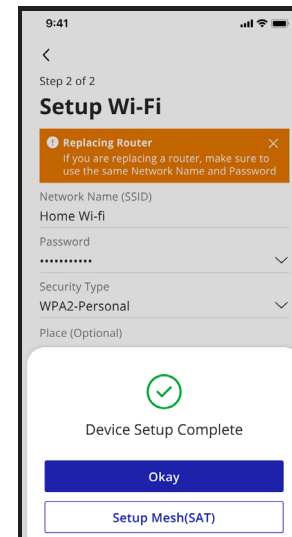 9:41
Step 2 of 2
Setup Wi-Fi
Replacing Router
If you are replacing a router, make sure to
use the same Network Name and Password
Network Name (SSID)
Home Wi-fi
Password
•••••••••••
Security Type
WPA2-Personal
Place (Optional)
Device Setup Complete
Okay
Setup Mesh(SAT)